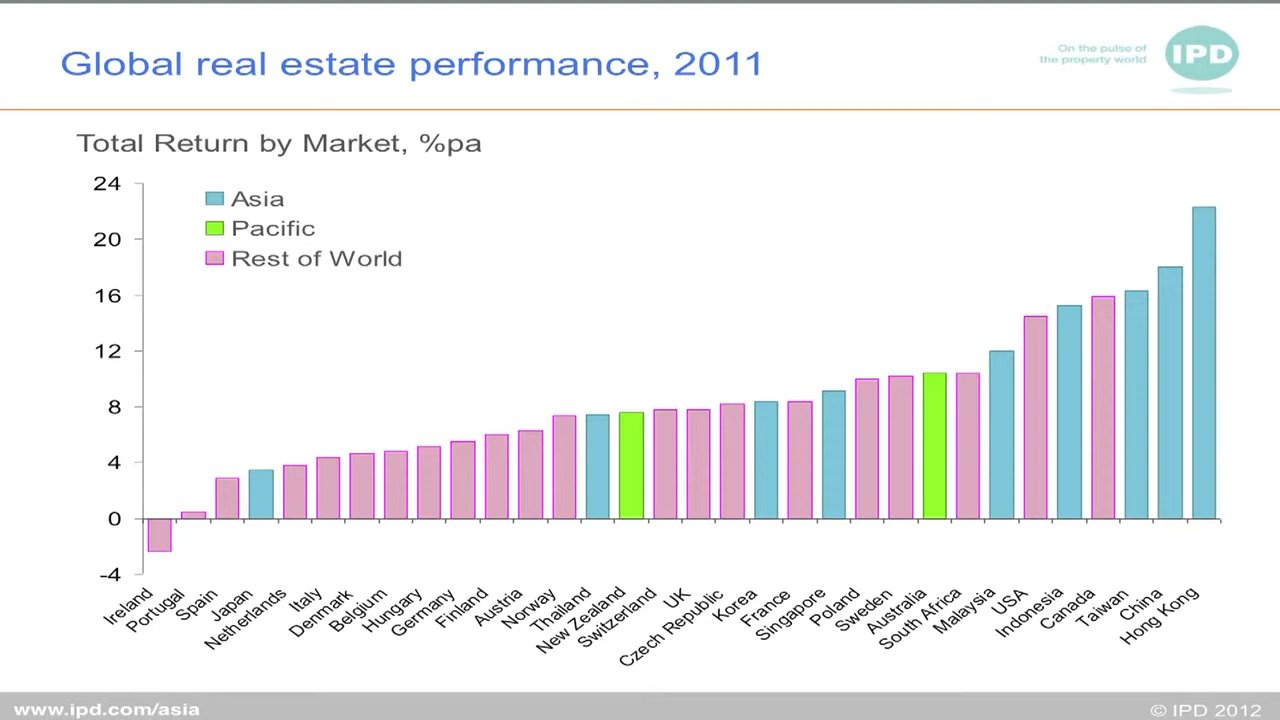 Global real estate performance, 2011
On the pulse of
the property world
IPD
Total Return by Market, %pa
24
20
16
12
8
4
0
-4
Asia
Pacific
Rest of World
Ireland
Portugal
Spain
Japan
Netherlands
Italy
Denmark
Belgium
Hungary
Germany
Finland
Austria
Norway
Thailand
New Zealand
Switzerland
UK
Czech Republic
Korea
France
Singapore
Poland
Sweden
Australia
South Africa
Malaysia
USA
Indonesia
Canada
Taiwan
China
Hong Kong
www.ipd.com/asia
© IPD 2012